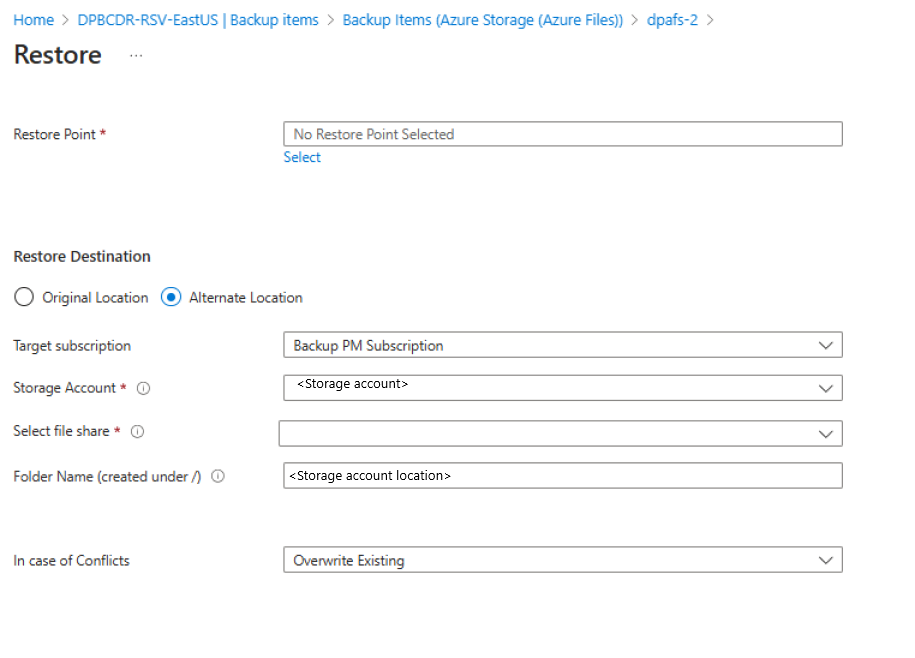 Home > DPBCDR-RSV-EastUS | Backup items > Backup Items (Azure Storage (Azure Files)) > dpafs-2 >
Restore ...
Restore Point * No Restore Point Selected
Select
Restore Destination
Original Location Alternate Location
Target subscription Backup PM Subscription
Storage Account * <Storage account>
Select file share *
Folder Name (created under /) <Storage account location>
In case of Conflicts Overwrite Existing